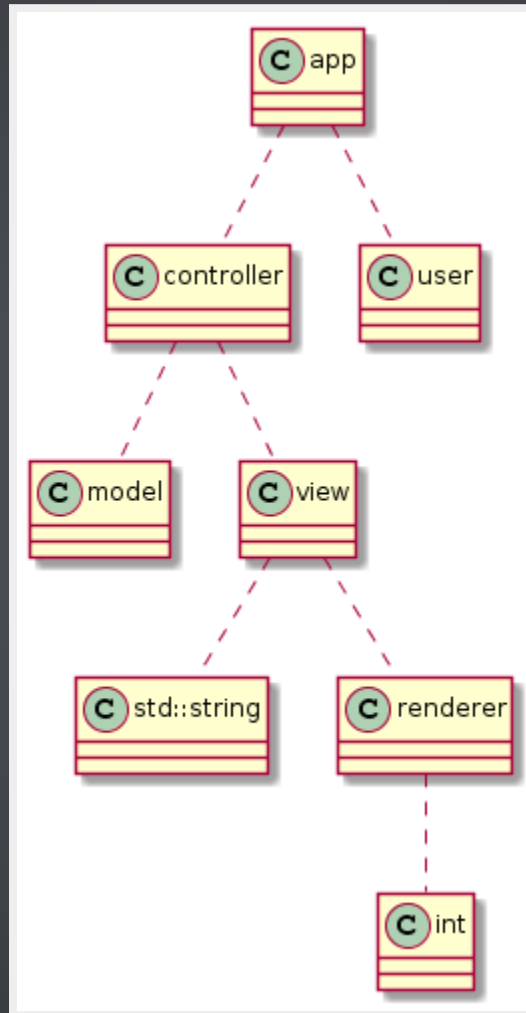 C app
C controller
C user
C model
C view
C std::string
C renderer
C int